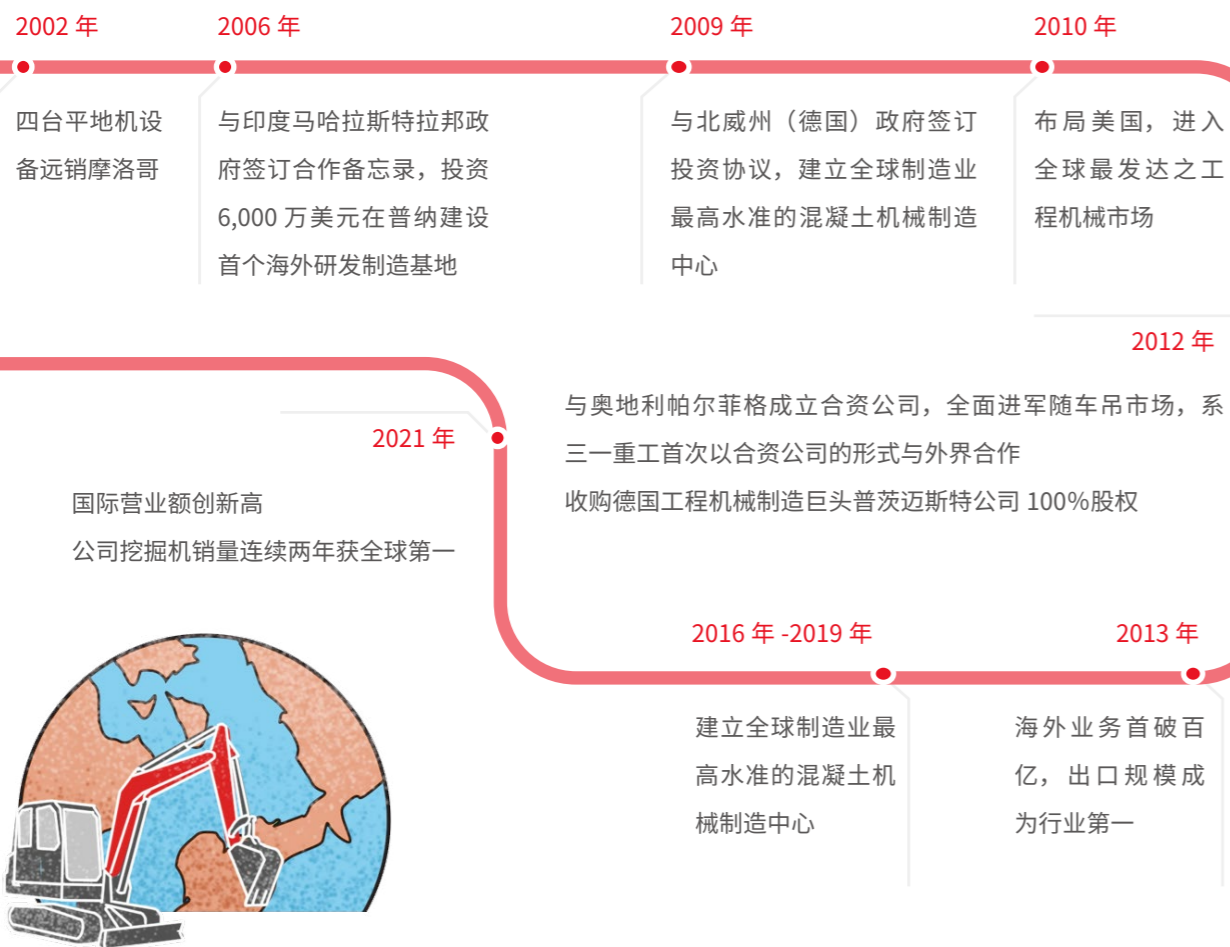 2002 年
四台平地机设
备远销摩洛哥
2006 年
与印度马哈拉斯特拉邦政
府签订合作备忘录，投资
6,000 万美元在普纳建设
首个海外研发制造基地
2009 年
与北威州（德国）政府签订
投资协议，建立全球制造业
最高水准的混凝土机械制造
中心
2010 年
布局美国，进入
全球最发达之工
程机械市场
2012 年
与奥地利帕尔菲格成立合资公司，全面进军随车吊市场，系
三一重工首次以合资公司的形式与外界合作
收购德国工程机械制造巨头普茨迈斯特公司 100%股权
2013 年
海外业务首破百
亿，出口规模成
为行业第一
2016 年 -2019 年
建立全球制造业最
高水准的混凝土机
械制造中心
2021 年
国际营业额创新高
公司挖掘机销量连续两年获全球第一